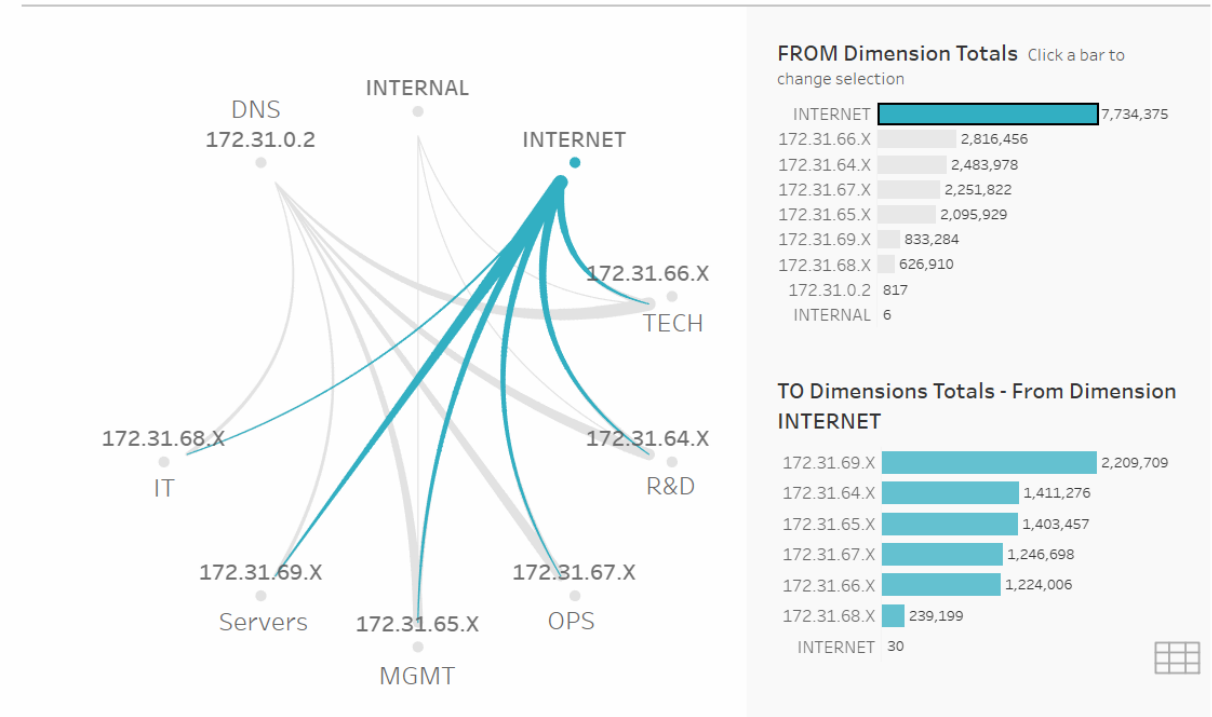 INTERNAL
DNS
172.31.0.2
INTERNET
172.31.66.X
TECH
172.31.68.X
IT
172.31.64.X
R&D
172.31.69.X
Servers
172.31.67.X
OPS
172.31.65.X
MGMT
FROM Dimension Totals Click a bar to
change selection
INTERNET 7,734,375
172.31.66.X 2,816,456
172.31.64.X 2,483,978
172.31.67.X 2,251,822
172.31.65.X 2,095,929
172.31.69.X 833,284
172.31.68.X 626,910
172.31.0.2 817
INTERNAL 6
TO Dimensions Totals - From Dimension
INTERNET
172.31.69.X 2,209,709
172.31.64.X 1,411,276
172.31.65.X 1,403,457
172.31.67.X 1,246,698
172.31.66.X 1,224,006
172.31.68.X 239,199
INTERNET 30